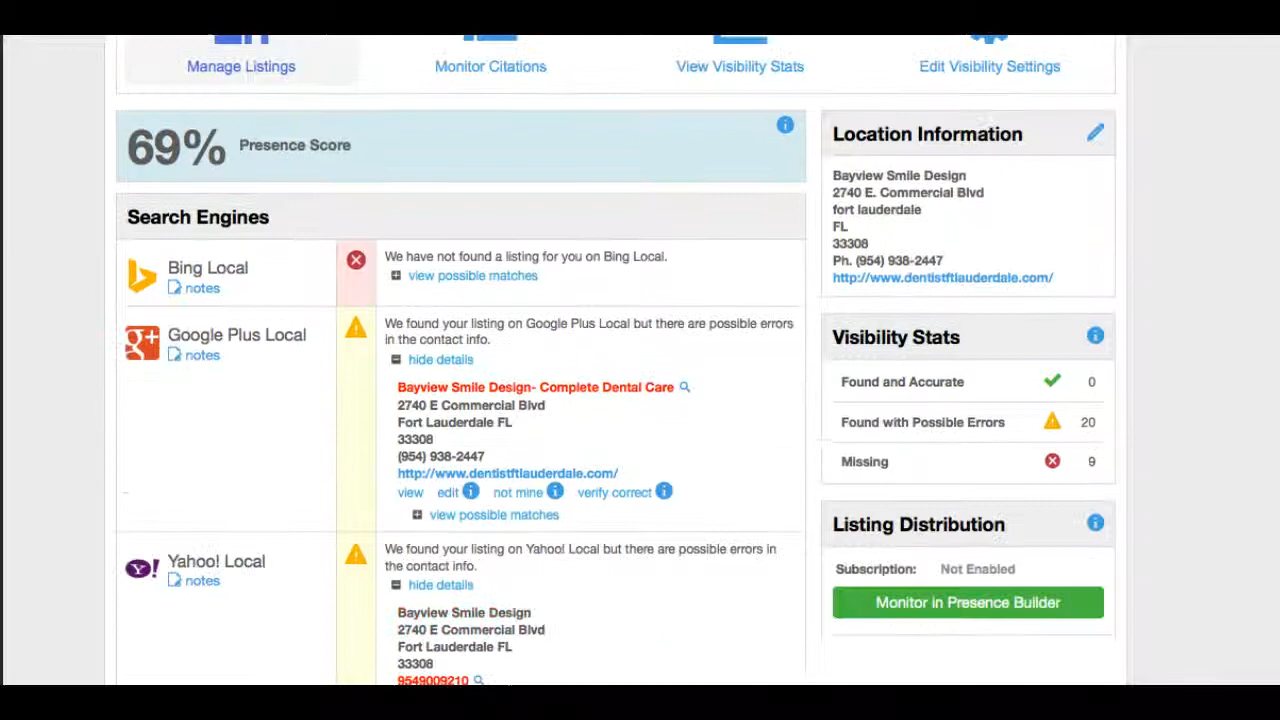 Manage Listings
Monitor Citations
View Visibility Stats
Edit Visibility Settings
69% Presence Score
Search Engines
Bing Local
notes
We have not found a listing for you on Bing Local.
view possible matches
Google Plus Local
notes
We found your listing on Google Plus Local but there are possible errors
in the contact info.
hide details
Bayview Smile Design- Complete Dental Care
2740 E Commercial Blvd
Fort Lauderdale FL
33308
(954) 938-2447
http://www.dentistftlauderdale.com/
view edit not mine verify correct
view possible matches
Yahoo! Local
notes
We found your listing on Yahoo! Local but there are possible errors in
the contact info.
hide details
Bayview Smile Design
2740 E Commercial Blvd
Fort Lauderdale FL
33308
9549009210
Location Information
Bayview Smile Design
2740 E. Commercial Blvd
fort lauderdale
FL
33308
Ph. (954) 938-2447
http://www.dentistftlauderdale.com/
Visibility Stats
Found and Accurate 0
Found with Possible Errors 20
Missing 9
Listing Distribution
Subscription: Not Enabled
Monitor in Presence Builder